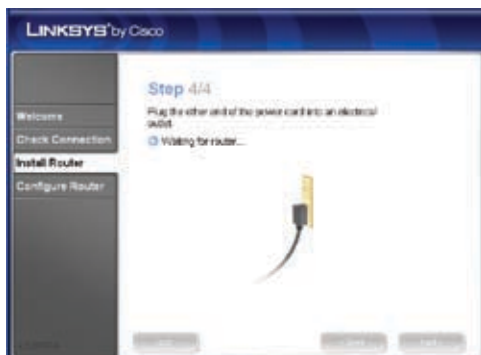 LINKSYS® by Cisco
Step 4/4
Plug the other end of the power cord into an electrical
outlet.
Waiting for router...
Welcome
Check Connection
Install Router
Configure Router